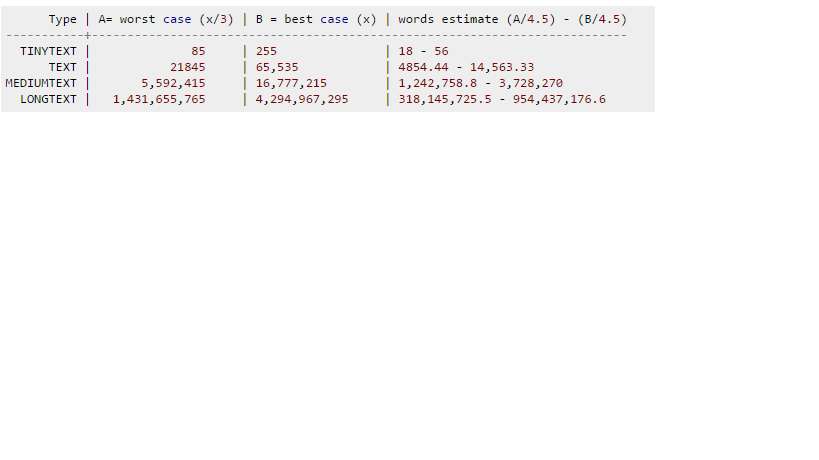 Type | A= worst case (x/3) | B = best case (x) | words estimate (A/4.5) - (B/4.5)
-----------+---------------------------------------------------------------------------
TINYTEXT | 85 | 255 | 18 - 56
TEXT | 21845 | 65,535 | 4854.44 - 14,563.33
MEDIUMTEXT | 5,592,415 | 16,777,215 | 1,242,758.8 - 3,728,270
LONGTEXT | 1,431,655,765 | 4,294,967,295 | 318,145,725.5 - 954,437,176.6